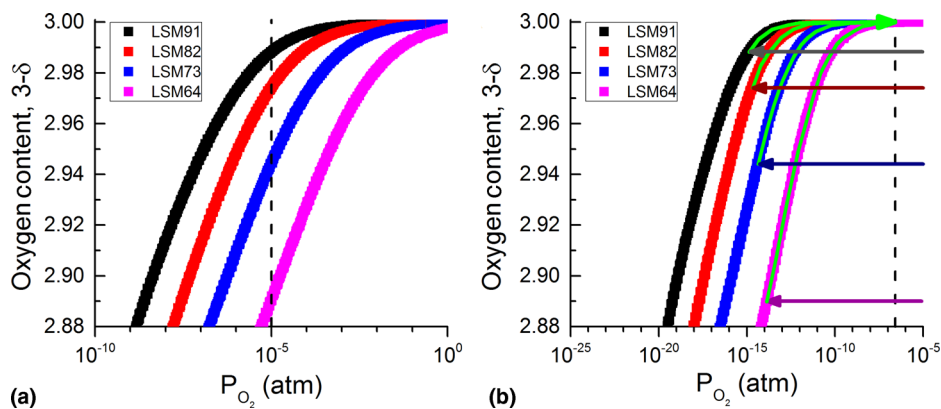 3.00
2.98
2.96
2.94
2.92
2.90
2.88
Oxygen content, 3-δ
LSM91
LSM82
LSM73
LSM64
10⁻¹⁰
10⁻⁵
10⁰
P_O₂ (atm)
(a)
3.00
2.98
2.96
2.94
2.92
2.90
2.88
Oxygen content, 3-δ
LSM91
LSM82
LSM73
LSM64
10⁻²⁵
10⁻²⁰
10⁻¹⁵
10⁻¹⁰
10⁻⁵
P_O₂ (atm)
(b)